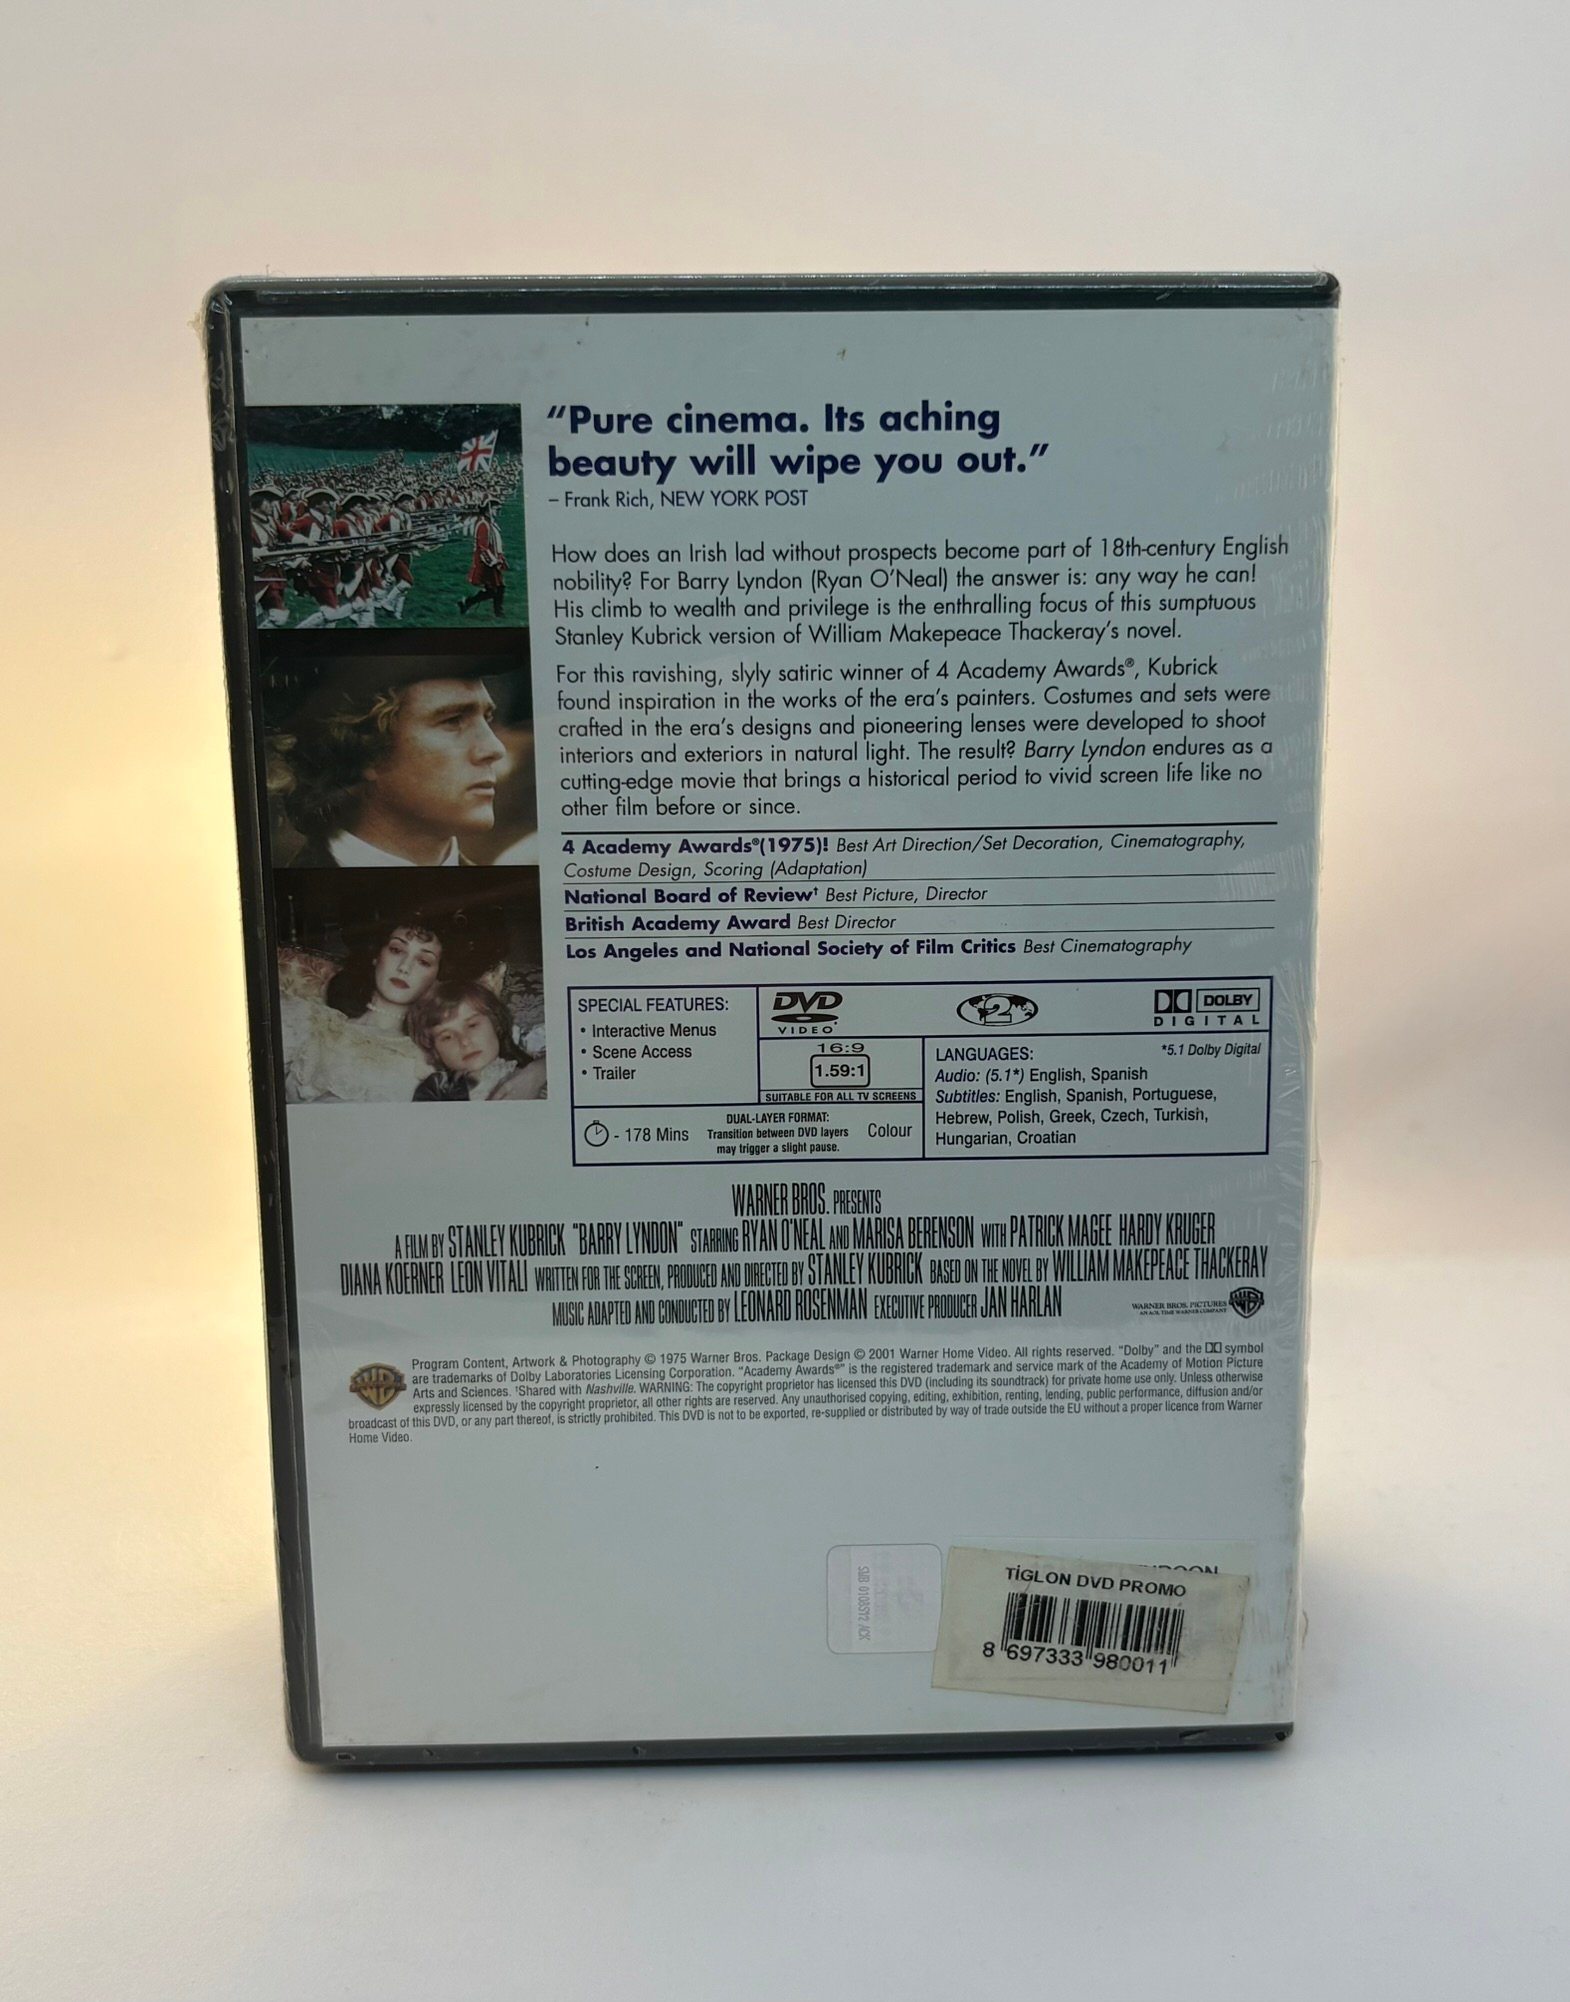 “Pure cinema. Its aching
beauty will wipe you out.”
– Frank Rich, NEW YORK POST
How does an Irish lad without prospects become part of 18th-century English
nobility? For Barry Lyndon (Ryan O’Neal) the answer is: any way he can!
His climb to wealth and privilege is the enthralling focus of this sumptuous
Stanley Kubrick version of William Makepeace Thackeray’s novel.
For this ravishing, slyly satiric winner of 4 Academy Awards®, Kubrick
found inspiration in the works of the era’s painters. Costumes and sets were
crafted in the era’s designs and pioneering lenses were developed to shoot
interiors and exteriors in natural light. The result? Barry Lyndon endures as a
cutting-edge movie that brings a historical period to vivid screen life like no
other film before or since.
4 Academy Awards®(1975)! Best Art Direction/Set Decoration, Cinematography,
Costume Design, Scoring (Adaptation)
National Board of Review† Best Picture, Director
British Academy Award Best Director
Los Angeles and National Society of Film Critics Best Cinematography
SPECIAL FEATURES:
• Interactive Menus
• Scene Access
• Trailer
DVD
VIDEO
2
DOLBY
DIGITAL
16:9
1.59:1
SUITABLE FOR ALL TV SCREENS
LANGUAGES: *5.1 Dolby Digital
Audio: (5.1*) English, Spanish
Subtitles: English, Spanish, Portuguese,
Hebrew, Polish, Greek, Czech, Turkish,
Hungarian, Croatian
- 178 Mins
DUAL-LAYER FORMAT:
Transition between DVD layers
may trigger a slight pause.
Colour
WARNER BROS. PRESENTS
A FILM BY STANLEY KUBRICK "BARRY LYNDON" STARRING RYAN O'NEAL AND MARISA BERENSON WITH PATRICK MAGEE HARDY KRUGER
DIANA KOERNER LEON VITALI WRITTEN FOR THE SCREEN, PRODUCED AND DIRECTED BY STANLEY KUBRICK BASED ON THE NOVEL BY WILLIAM MAKEPEACE THACKERAY
MUSIC ADAPTED AND CONDUCTED BY LEONARD ROSENMAN EXECUTIVE PRODUCER JAN HARLAN
WARNER BROS. PICTURES
AN AOL TIME WARNER COMPANY
Program Content, Artwork & Photography © 1975 Warner Bros. Package Design © 2001 Warner Home Video. All rights reserved. "Dolby" and the symbol
are trademarks of Dolby Laboratories Licensing Corporation. "Academy Awards®" is the registered trademark and service mark of the Academy of Motion Picture
Arts and Sciences. †Shared with Nashville. WARNING: The copyright proprietor has licensed this DVD (including its soundtrack) for private home use only. Unless otherwise
expressly licensed by the copyright proprietor, all other rights are reserved. Any unauthorised copying, editing, exhibition, renting, lending, public performance, diffusion and/or
broadcast of this DVD, or any part thereof, is strictly prohibited. This DVD is not to be exported, re-supplied or distributed by way of trade outside the EU without a proper licence from Warner
Home Video.
TİGLON DVD PROMO
8 697333 980011